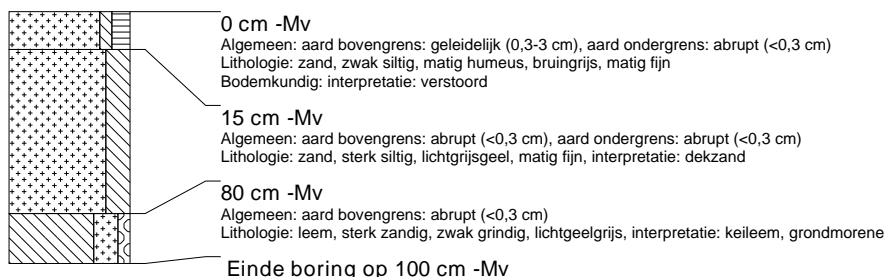 0 cm -Mv
Algemeen: aard bovengrens: geleidelijk (0,3-3 cm), aard ondergrens: abrupt (<0,3 cm)
Lithologie: zand, zwak siltig, matig humeus, bruingrijs, matig fijn
Bodemkundig: interpretatie: verstoord
15 cm -Mv
Algemeen: aard bovengrens: abrupt (<0,3 cm), aard ondergrens: abrupt (<0,3 cm)
Lithologie: zand, sterk siltig, lichtgrijsgeel, matig fijn, interpretatie: dekzand
80 cm -Mv
Algemeen: aard bovengrens: abrupt (<0,3 cm)
Lithologie: leem, sterk zandig, zwak grindig, lichtgeelgrijs, interpretatie: keileem, grondmorene
Einde boring op 100 cm -Mv